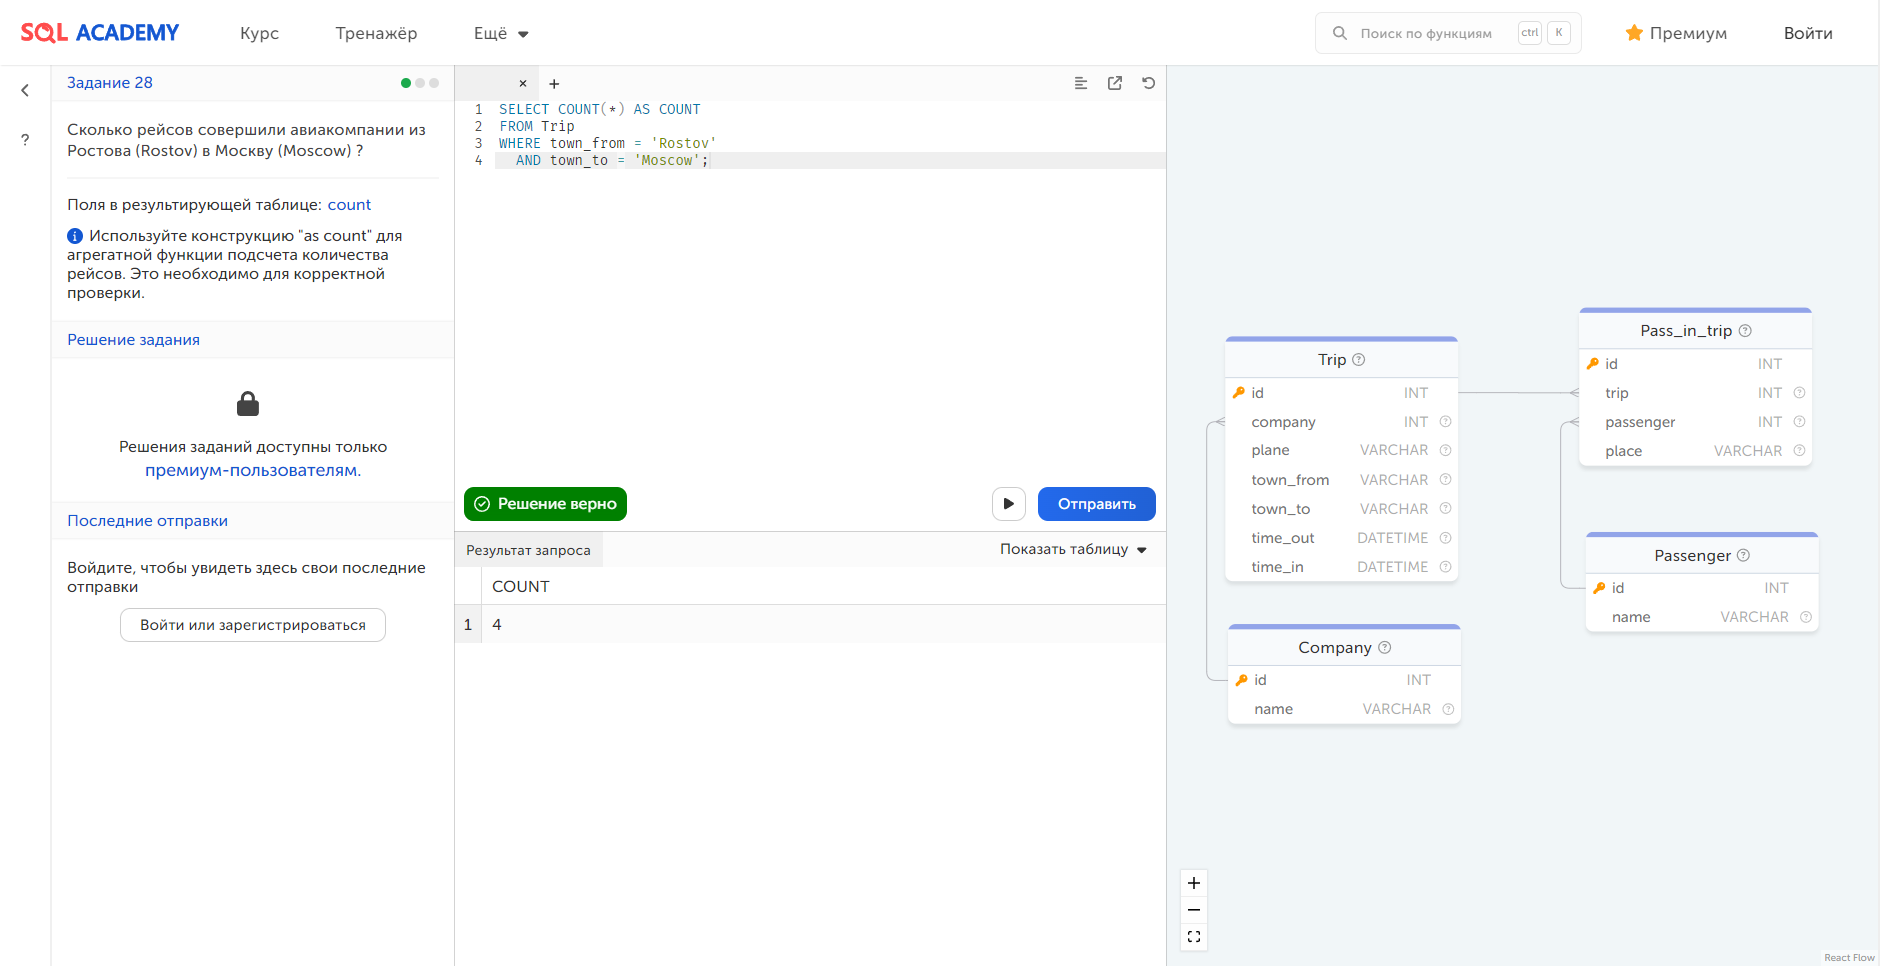 SQL ACADEMY
Курс
Тренажёр
Ещё
Поиск по функциям
ctrl
K
Премиум
Войти
?
Задание 28
Сколько рейсов совершили авиакомпании из
Ростова (Rostov) в Москву (Moscow) ?
Поля в результирующей таблице: count
Используйте конструкцию "as count" для
агрегатной функции подсчета количества
рейсов. Это необходимо для корректной
проверки.
Решение задания
Решения заданий доступны только
премиум-пользователям.
Последние отправки
Войдите, чтобы увидеть здесь свои последние
отправки
Войти или зарегистрироваться
1 SELECT COUNT(*) AS COUNT
2 FROM Trip
3 WHERE town_from = 'Rostov'
4 AND town_to = 'Moscow';
Решение верно
Отправить
Результат запроса
Показать таблицу
COUNT
1 4
Trip
id INT
company INT
plane VARCHAR
town_from VARCHAR
town_to VARCHAR
time_out DATETIME
time_in DATETIME
Company
id INT
name VARCHAR
Pass_in_trip
id INT
trip INT
passenger INT
place VARCHAR
Passenger
id INT
name VARCHAR
React Flow